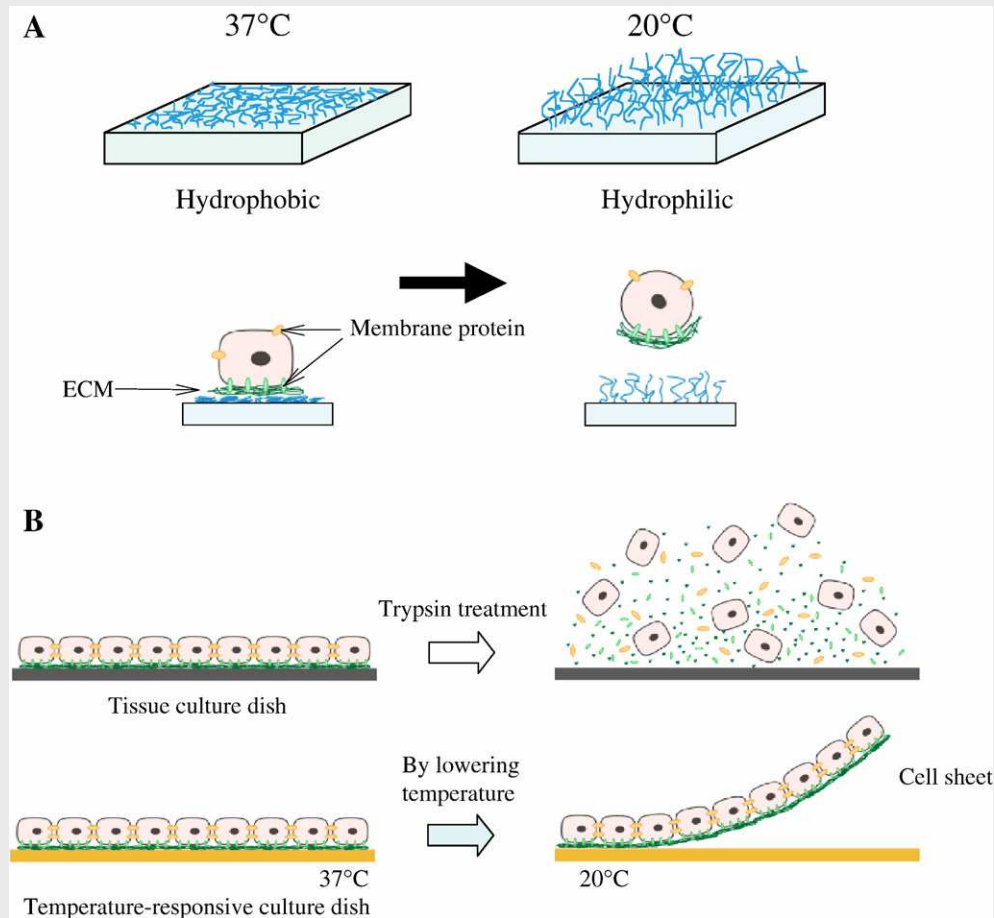 A
37°C
20°C
Hydrophobic
Hydrophilic
Membrane protein
ECM
B
Trypsin treatment
Tissue culture dish
By lowering
temperature
Cell sheet
37°C
20°C
Temperature-responsive culture dish